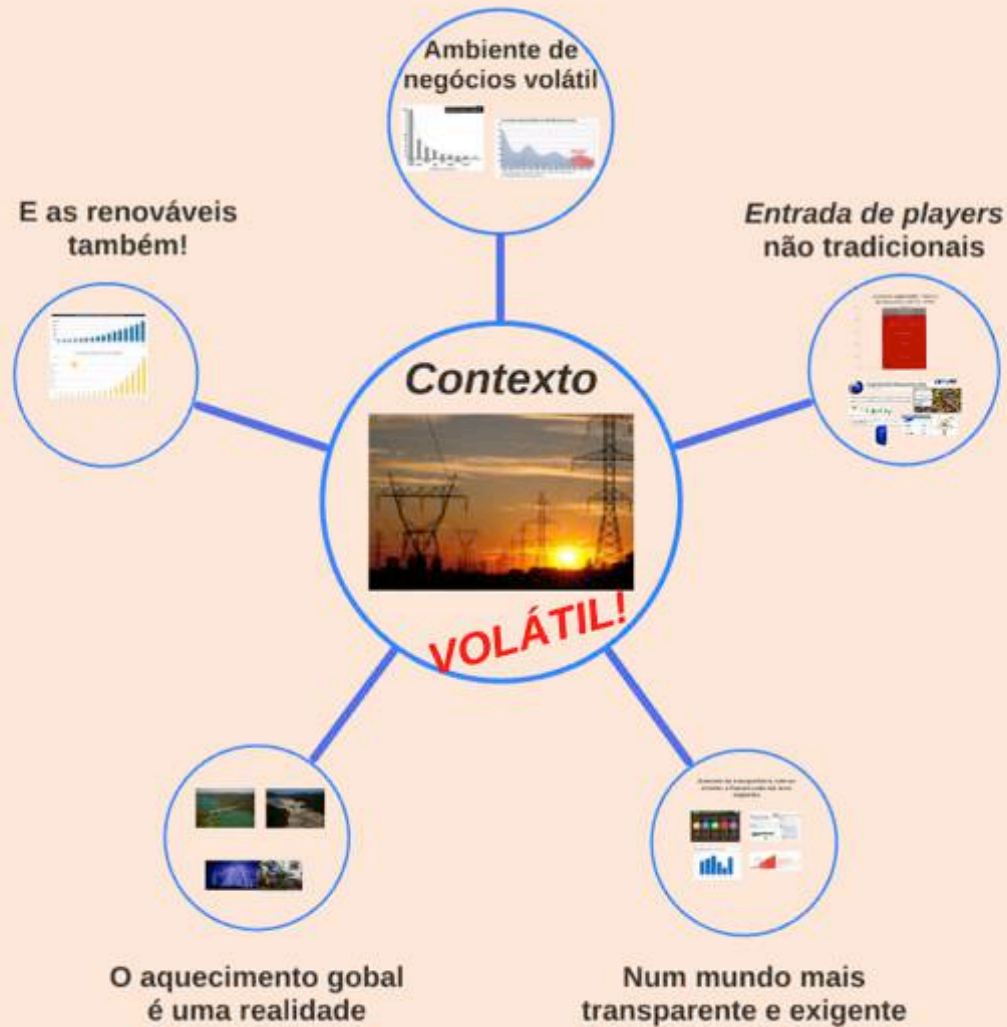 Ambiente de
negócios volátil
E as renováveis
também!
Entrada de players
não tradicionais
Contexto
VOLÁTIL!
O aquecimento gobal
é uma realidade
Num mundo mais
transparente e exigente